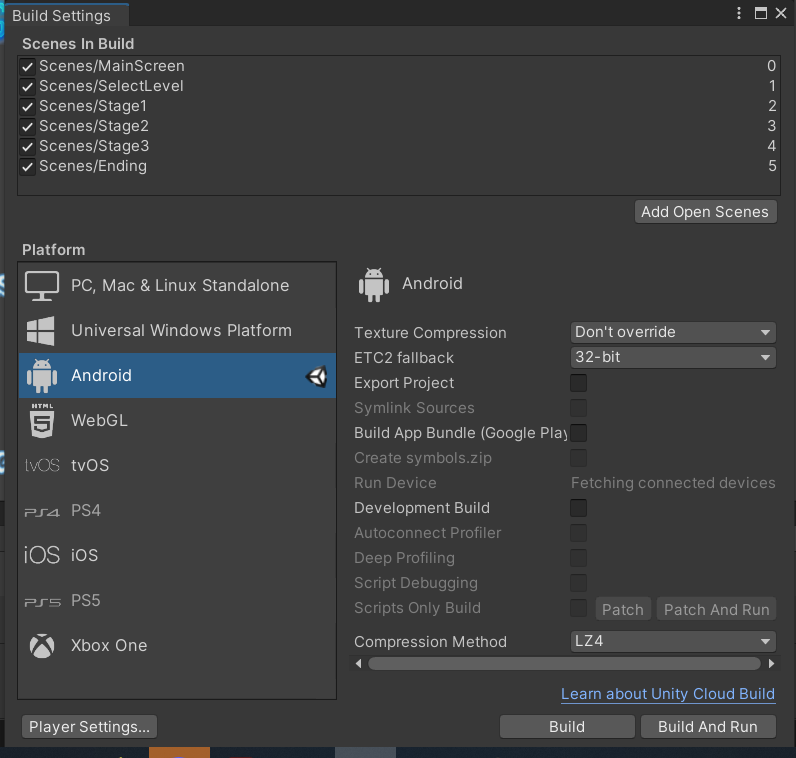 Build Settings
Scenes In Build
Scenes/MainScreen 0
Scenes/SelectLevel 1
Scenes/Stage1 2
Scenes/Stage2 3
Scenes/Stage3 4
Scenes/Ending 5
Add Open Scenes
Platform
PC, Mac & Linux Standalone
Universal Windows Platform
Android
HTML 5 WebGL
tvOS tvOS
PS4 PS4
iOS iOS
PS5 PS5
Xbox One
Android
Texture Compression Don't override
ETC2 fallback 32-bit
Export Project
Symlink Sources
Build App Bundle (Google Play
Create symbols.zip
Run Device Fetching connected devices
Development Build
Autoconnect Profiler
Deep Profiling
Script Debugging
Scripts Only Build Patch Patch And Run
Compression Method LZ4
Learn about Unity Cloud Build
Player Settings... Build Build And Run